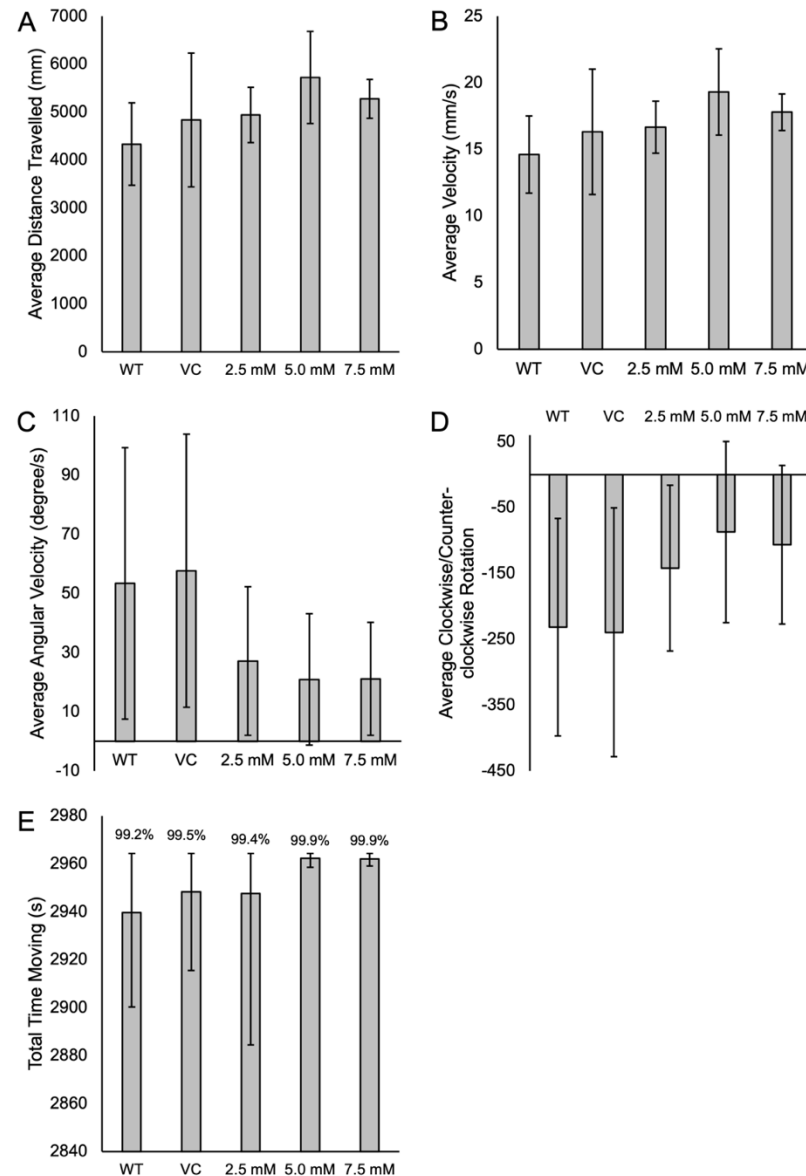 A
Average Distance Travelled (mm)
7000
6000
5000
4000
3000
2000
1000
0
WT VC 2.5 mM 5.0 mM 7.5 mM
B
Average Velocity (mm/s)
25
20
15
10
5
0
WT VC 2.5 mM 5.0 mM 7.5 mM
C
Average Angular Velocity (degree/s)
110
90
70
50
30
10
-10
WT VC 2.5 mM 5.0 mM 7.5 mM
D
WT VC 2.5 mM 5.0 mM 7.5 mM
Average Clockwise/Counter-
clockwise Rotation
50
-50
-150
-250
-350
-450
E
Total Time Moving (s)
2980
2960
2940
2920
2900
2880
2860
2840
99.2% 99.5% 99.4% 99.9% 99.9%
WT VC 2.5 mM 5.0 mM 7.5 mM